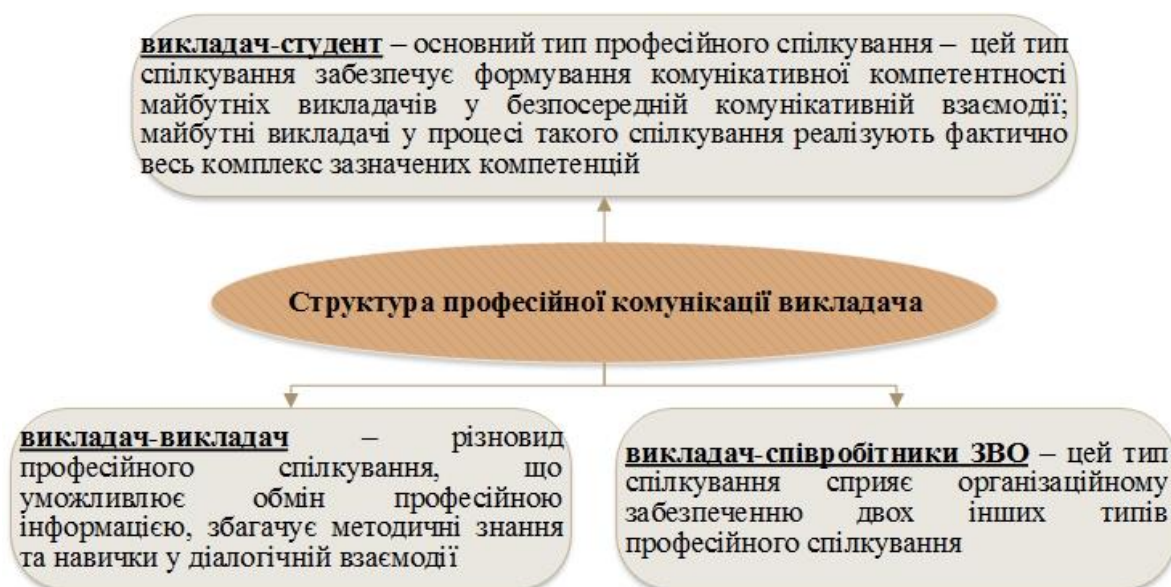 викладач-студент – основний тип професійного спілкування – цей тип
спілкування забезпечує формування комунікативної компетентності
майбутніх викладачів у безпосередній комунікативній взаємодії;
майбутні викладачі у процесі такого спілкування реалізують фактично
весь комплекс зазначених компетенцій
Структура професійної комунікації викладача
викладач-викладач – різновид
професійного спілкування, що
уможливлює обмін професійною
інформацією, збагачує методичні знання
та навички у діалогічній взаємодії
викладач-співробітники ЗВО – цей тип
спілкування сприяє організаційному
забезпеченню двох інших типів
професійного спілкування